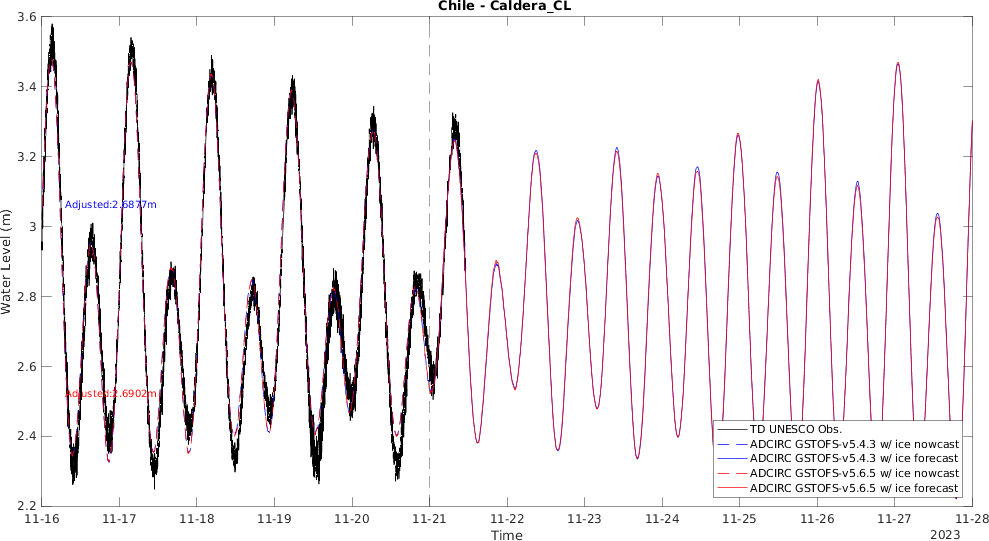 Chile - Caldera_CL
3.6
3.4
3.2
3
2.8
2.6
2.4
2.2
Water Level (m)
Adjusted:2.6877m
Adjusted:2.6902m
TD UNESCO Obs.
ADCIRC GSTOFS-v5.4.3 w/ ice nowcast
ADCIRC GSTOFS-v5.4.3 w/ ice forecast
ADCIRC GSTOFS-v5.6.5 w/ ice nowcast
ADCIRC GSTOFS-v5.6.5 w/ ice forecast
11-16 11-17 11-18 11-19 11-20 11-21 11-22 11-23 11-24 11-25 11-26 11-27 11-28
Time
2023